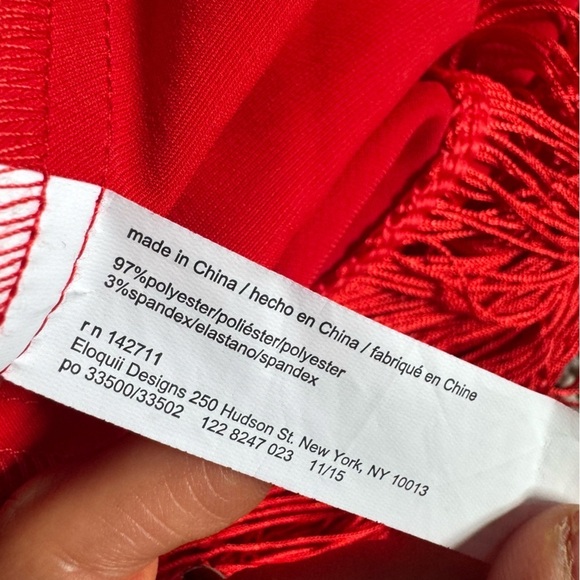 made in China / hecho en China / fabriqué en Chine
97%polyester/poliéster/polyester
3%spandex/elastano/spandex
r n 142711
Eloquii Designs 250 Hudson St. New York, NY 10013
po 33500/33502 122 8247 023 11/15